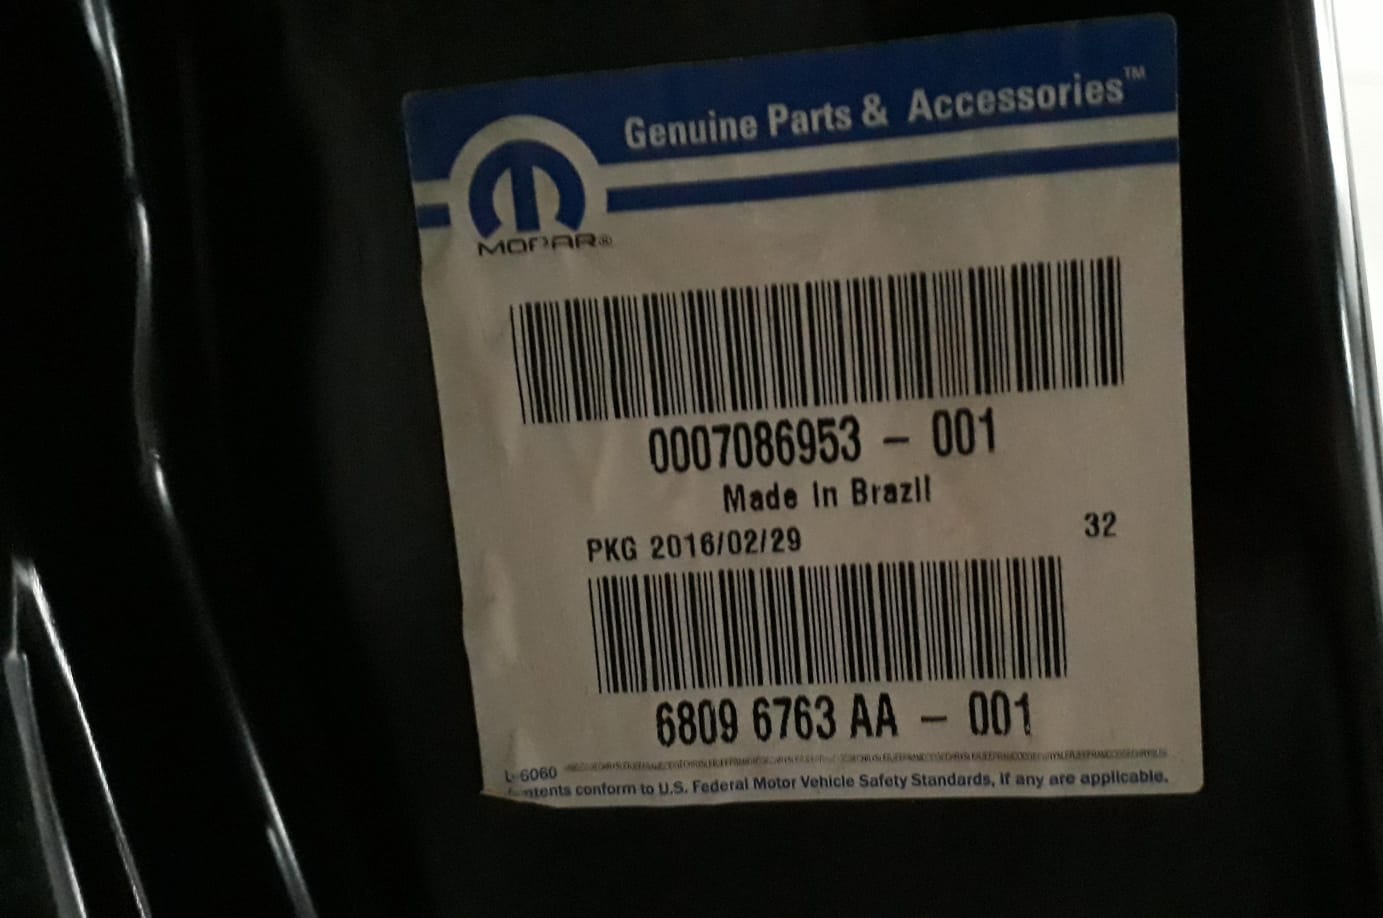 Genuine Parts & Accessories™
MOPAR®
0007086953 - 001
Made In Brazil
PKG 2016/02/29
32
6809 6763 AA - 001
L-6060
conform to U.S. Federal Motor Vehicle Safety Standards, if any are applicable.